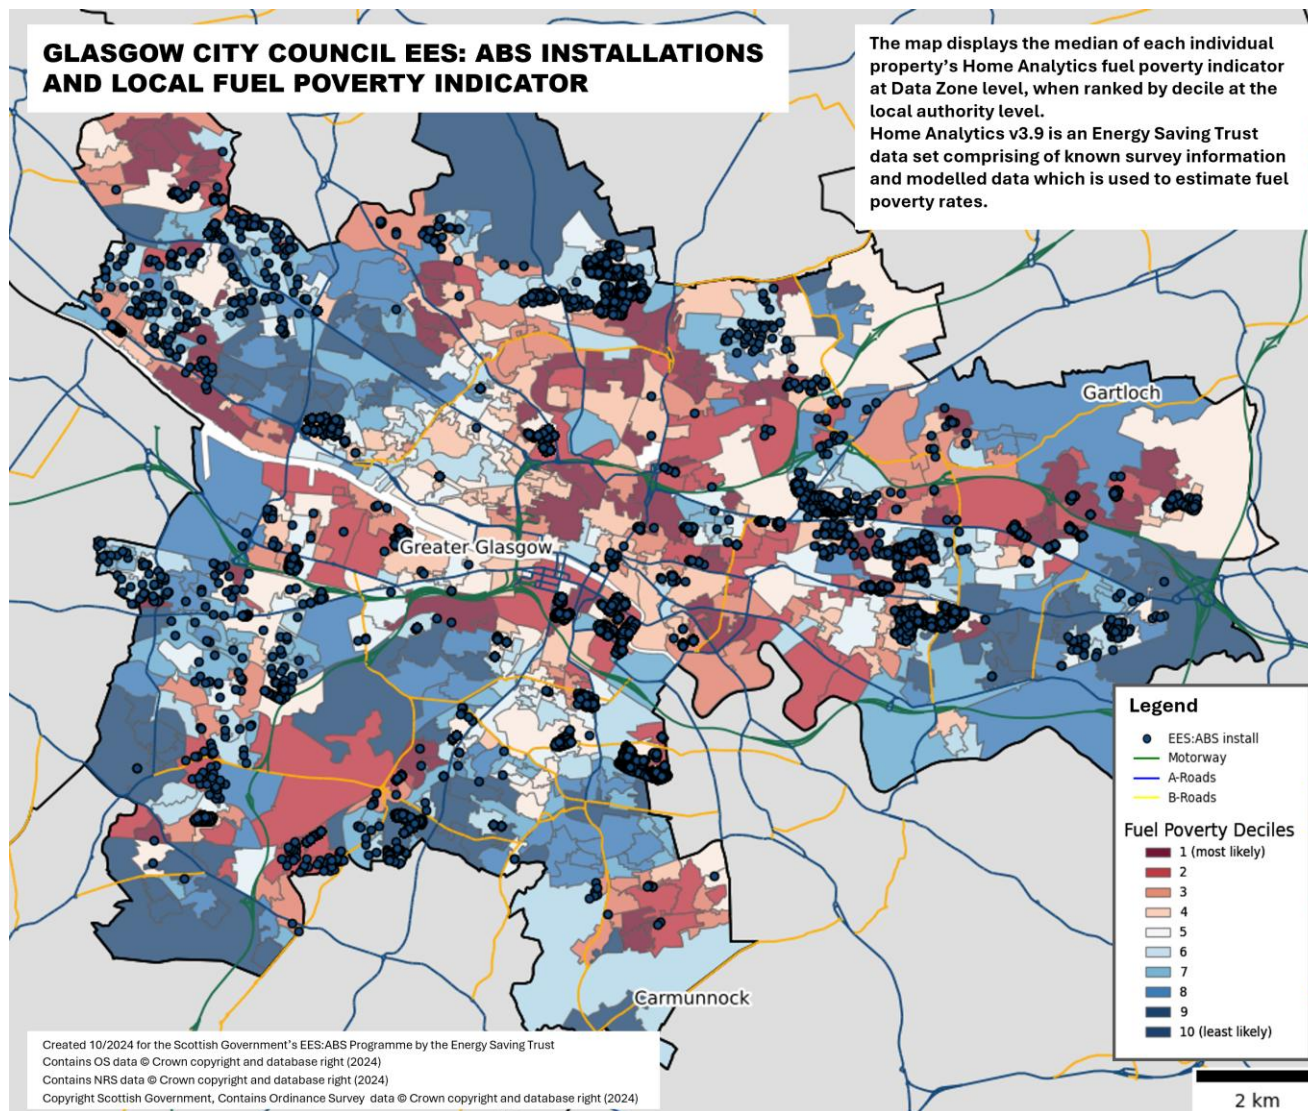 GLASGOW CITY COUNCIL EES: ABS INSTALLATIONS
AND LOCAL FUEL POVERTY INDICATOR
The map displays the median of each individual
property's Home Analytics fuel poverty indicator
at Data Zone level, when ranked by decile at the
local authority level.
Home Analytics v3.9 is an Energy Saving Trust
data set comprising of known survey information
and modelled data which is used to estimate fuel
poverty rates.
Gartloch
Greater Glasgow
Carmunnock
Legend
EES:ABS install
Motorway
A-Roads
B-Roads
Fuel Poverty Deciles
1 (most likely)
2
3
4
5
6
7
8
9
10 (least likely)
Created 10/2024 for the Scottish Government's EES:ABS Programme by the Energy Saving Trust
Contains OS data © Crown copyright and database right (2024)
Contains NRS data © Crown copyright and database right (2024)
Copyright Scottish Government, Contains Ordinance Survey data © Crown copyright and database right (2024)
2 km